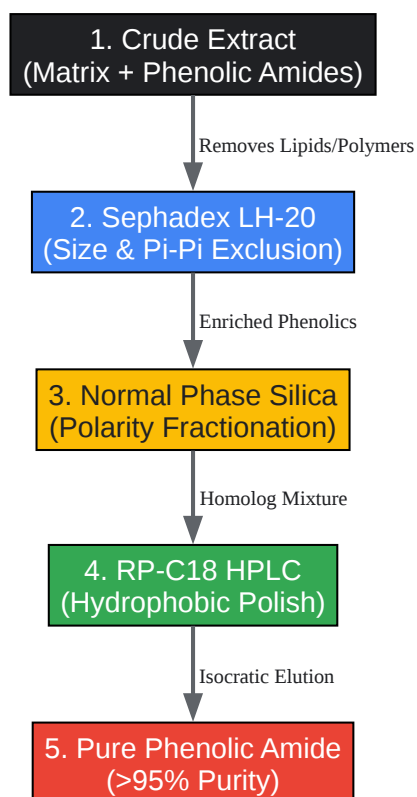 1. Crude Extract
(Matrix + Phenolic Amides)
Removes Lipids/Polymers
2. Sephadex LH-20
(Size & Pi-Pi Exclusion)
Enriched Phenolics
3. Normal Phase Silica
(Polarity Fractionation)
Homolog Mixture
4. RP-C18 HPLC
(Hydrophobic Polish)
Isocratic Elution
5. Pure Phenolic Amide
(>95% Purity)